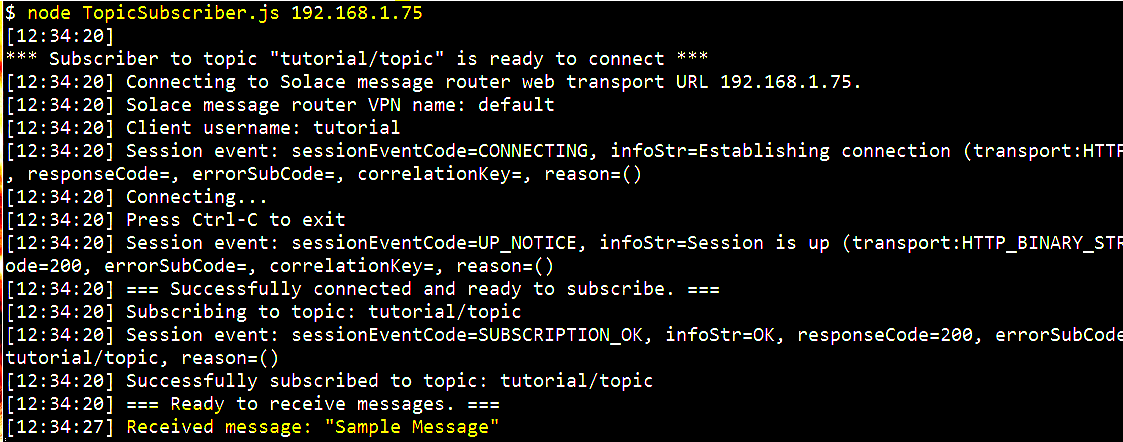 $ node TopicSubscriber.js 192.168.1.75
[12:34:20]
*** Subscriber to topic "tutorial/topic" is ready to connect ***
[12:34:20] Connecting to Solace message router web transport URL 192.168.1.75.
[12:34:20] Solace message router VPN name: default
[12:34:20] Client username: tutorial
[12:34:20] Session event: sessionEventCode=CONNECTING, infoStr=Establishing connection (transport:HTTP
, responseCode=, errorSubCode=, correlationKey=, reason=()
[12:34:20] Connecting...
[12:34:20] Press Ctrl-C to exit
[12:34:20] Session event: sessionEventCode=UP_NOTICE, infoStr=Session is up (transport:HTTP_BINARY_STR
ode=200, errorSubCode=, correlationKey=, reason=()
[12:34:20] === Successfully connected and ready to subscribe. ===
[12:34:20] Subscribing to topic: tutorial/topic
[12:34:20] Session event: sessionEventCode=SUBSCRIPTION_OK, infoStr=OK, responseCode=200, errorSubCode
tutorial/topic, reason=()
[12:34:20] Successfully subscribed to topic: tutorial/topic
[12:34:20] === Ready to receive messages. ===
[12:34:27] Received message: "Sample Message"